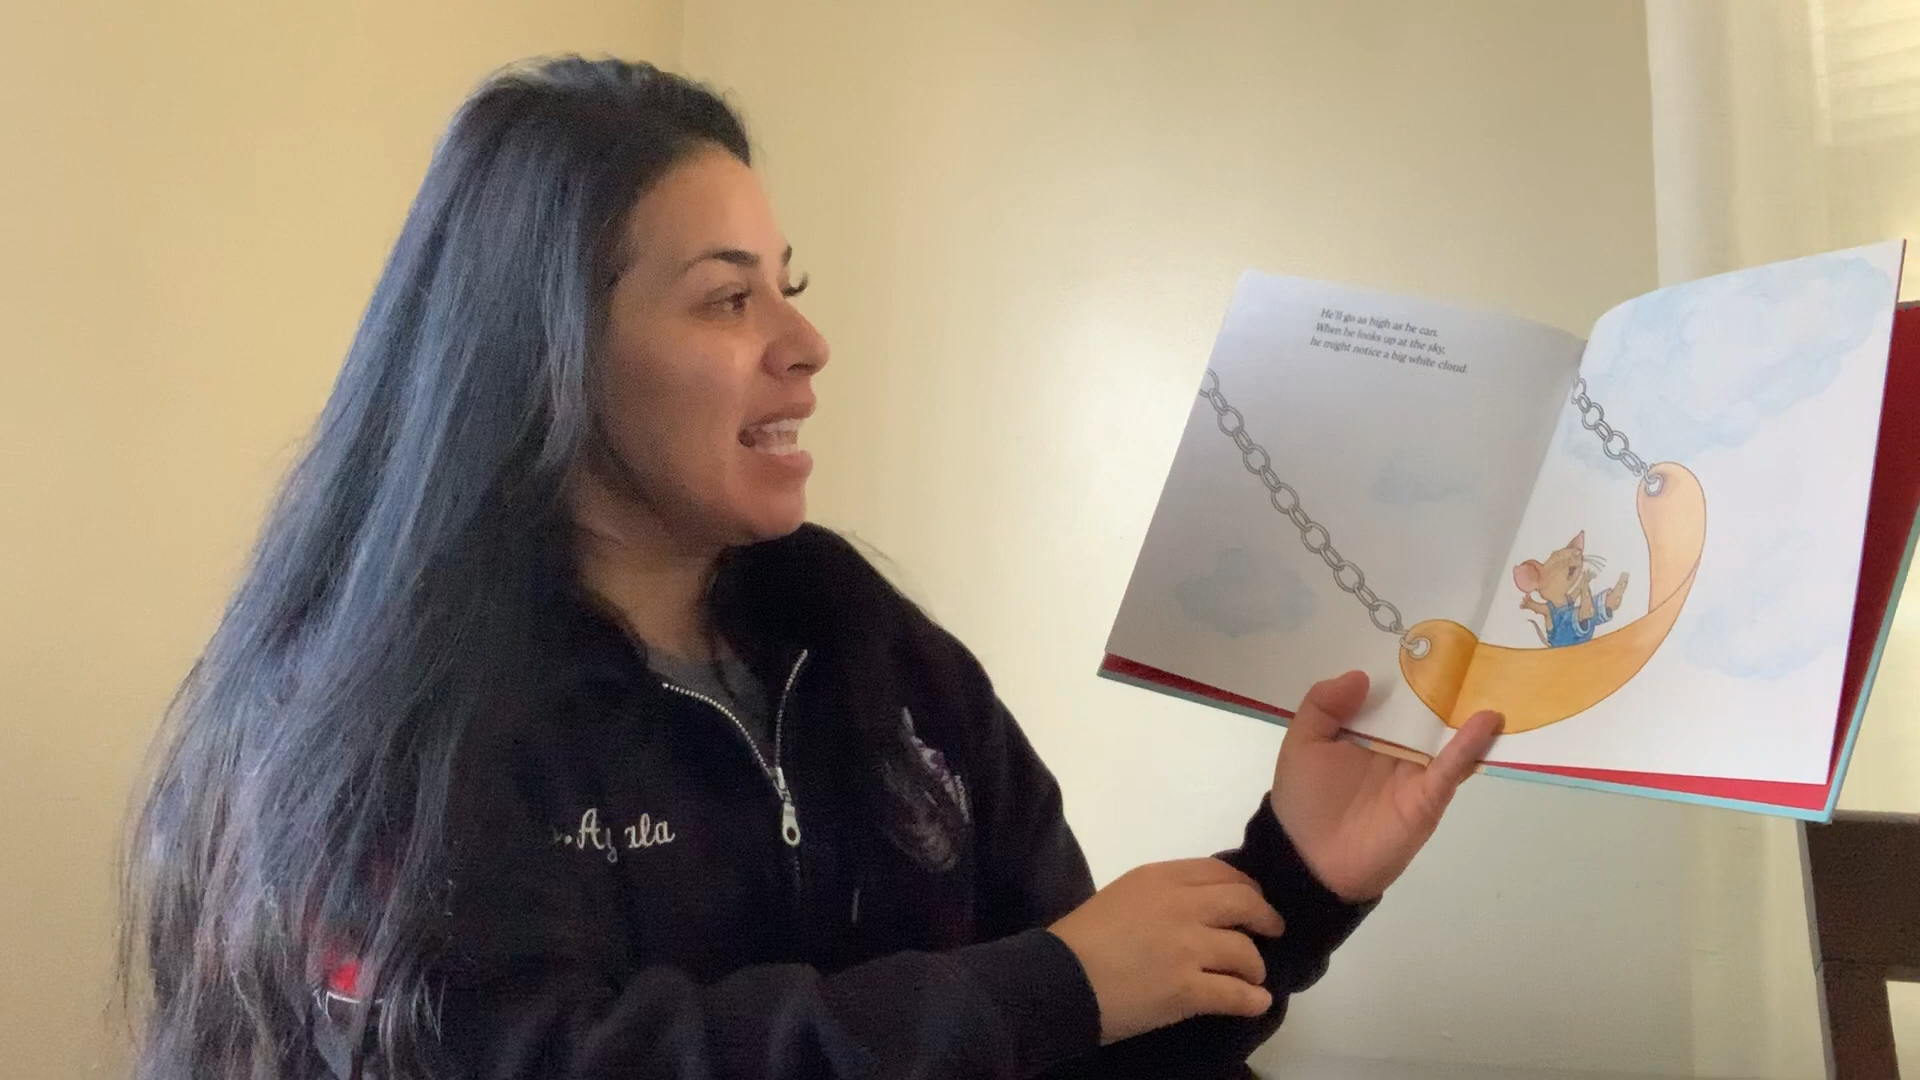 He'll go as high as he can.
When he looks up at the sky,
he might notice a big white cloud.